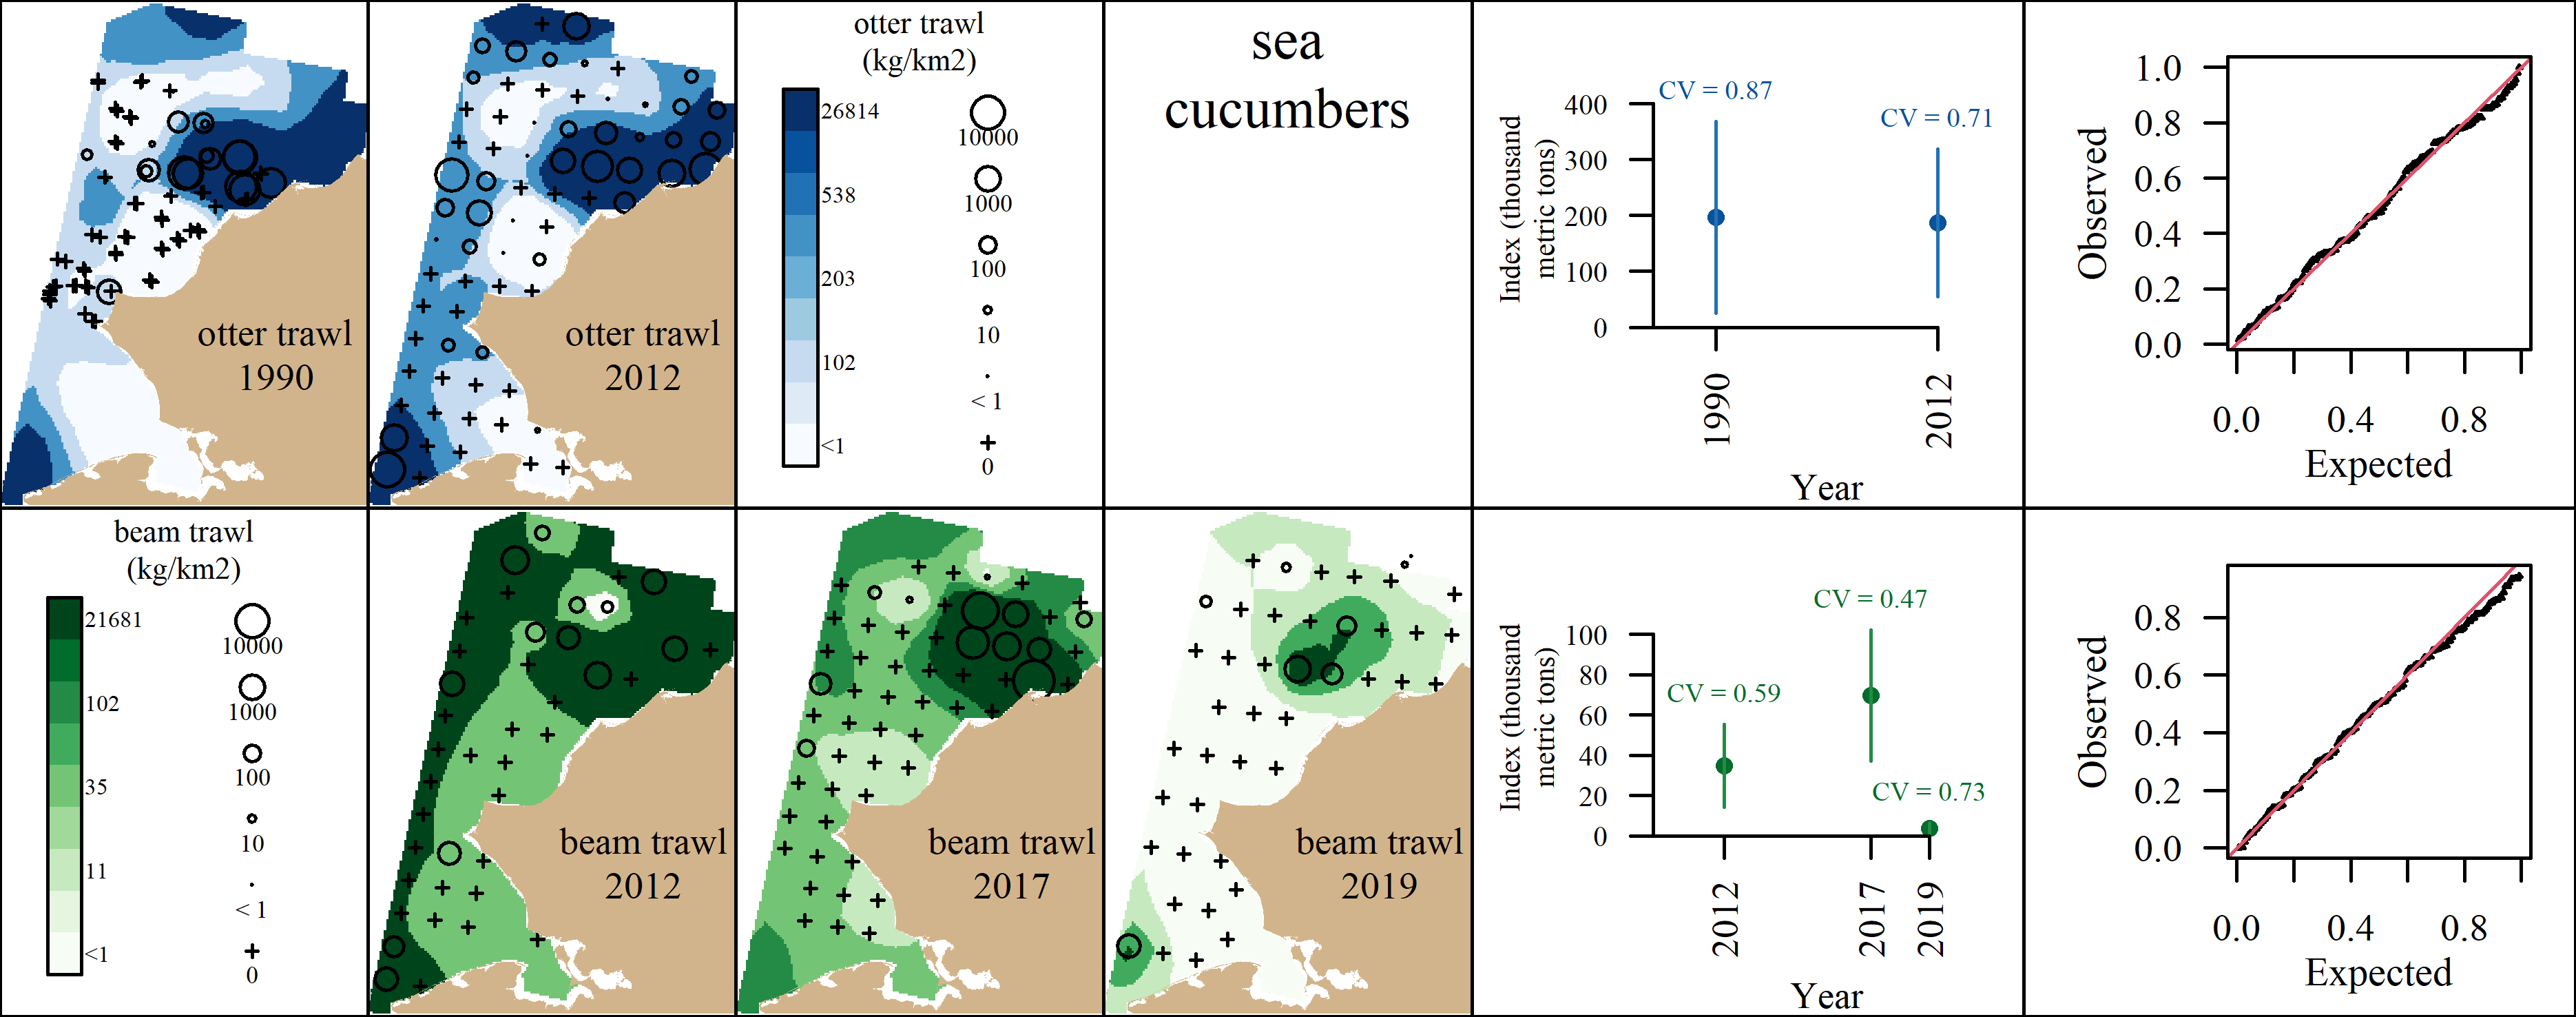 otter trawl
1990
otter trawl
2012
otter trawl
(kg/km2)
26814
538
203
102
<1
10000
1000
100
10
< 1
0
sea
cucumbers
Index (thousand
metric tons)
400
300
200
100
0
CV = 0.87
CV = 0.71
1990
2012
Year
Observed
1.0
0.8
0.6
0.4
0.2
0.0
0.0 0.4 0.8
Expected
beam trawl
(kg/km2)
21681
102
35
11
<1
10000
1000
100
10
< 1
0
beam trawl
2012
beam trawl
2017
beam trawl
2019
Index (thousand
metric tons)
100
80
60
40
20
0
CV = 0.59
CV = 0.47
CV = 0.73
2012
2017
2019
Year
Observed
0.8
0.6
0.4
0.2
0.0
0.0 0.4 0.8
Expected